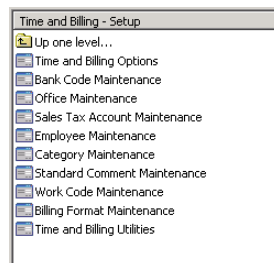 Time and Billing - Setup
Up one level...
Time and Billing Options
Bank Code Maintenance
Office Maintenance
Sales Tax Account Maintenance
Employee Maintenance
Category Maintenance
Standard Comment Maintenance
Work Code Maintenance
Billing Format Maintenance
Time and Billing Utilities